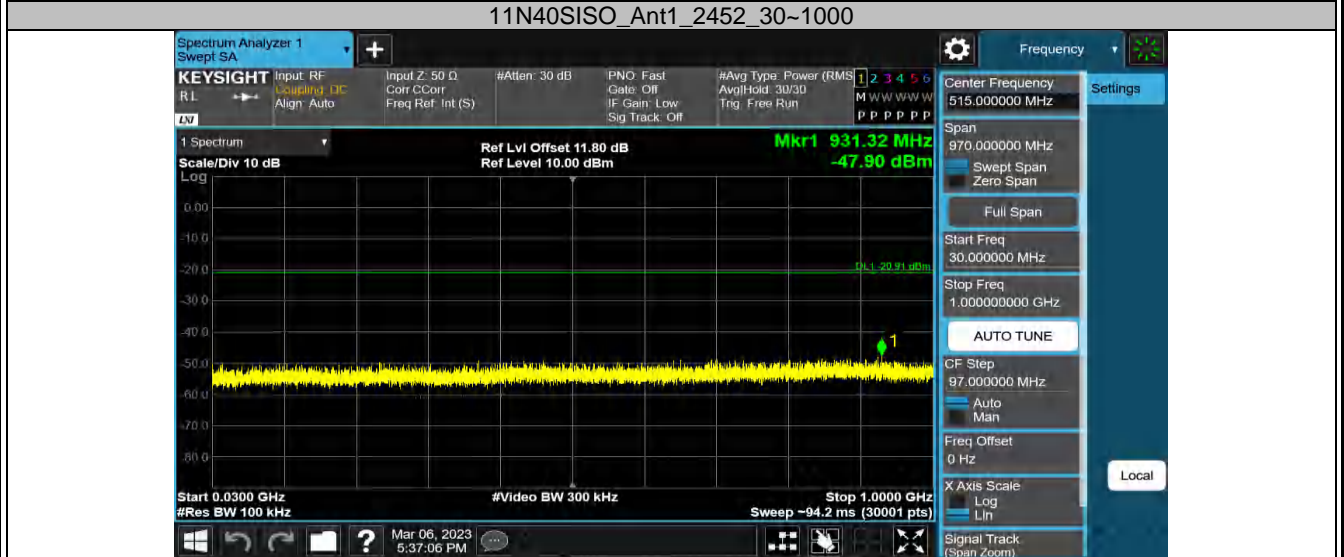 11N40SISO_Ant1_2452_30~1000
Spectrum Analyzer 1
Swept SA
Frequency
KEYSIGHT
RL
LXI
Input: RF
Coupling: DC
Align: Auto
Input Z: 50 Ω
Corr CCorr
Freq Ref: Int (S)
#Atten: 30 dB
PNO: Fast
Gate: Off
IF Gain: Low
Sig Track: Off
#Avg Type: Power (RMS
Avg|Hold: 30/30
Trig: Free Run
1 2 3 4 5 6
M W W W W W
P P P P P P
1 Spectrum
Scale/Div 10 dB
Log
Ref Lvl Offset 11.80 dB
Ref Level 10.00 dBm
Mkr1 931.32 MHz
-47.90 dBm
0.00
-10.0
-20.0
-30.0
-40.0
-50.0
-60.0
-70.0
-80.0
DL1 -20.91 dBm
1
Start 0.0300 GHz
#Res BW 100 kHz
#Video BW 300 kHz
Stop 1.0000 GHz
Sweep ~94.2 ms (30001 pts)
Center Frequency
515.000000 MHz
Settings
Span
970.000000 MHz
Swept Span
Zero Span
Full Span
Start Freq
30.000000 MHz
Stop Freq
1.000000000 GHz
AUTO TUNE
CF Step
97.000000 MHz
Auto
Man
Freq Offset
0 Hz
X Axis Scale
Log
Lin
Local
Signal Track
(Span Zoom)
?
Mar 06, 2023
5:37:06 PM